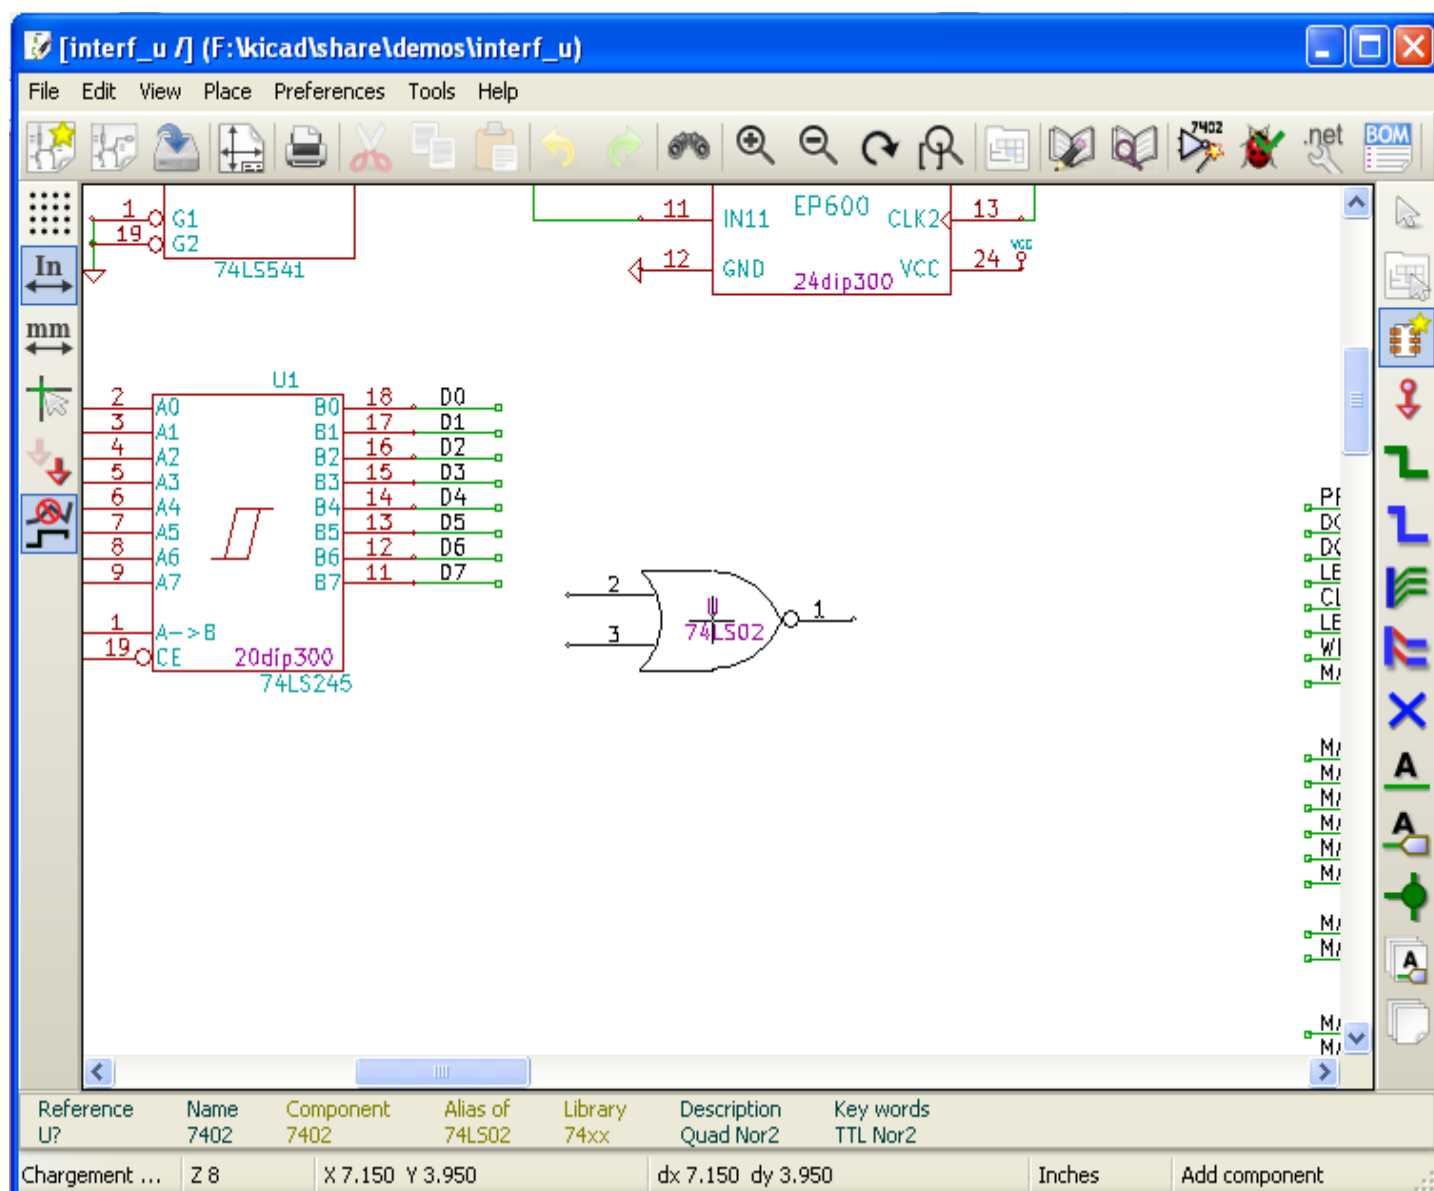 [interf_u /] (F:\kicad\share\demos\interf_u)
File Edit View Place Preferences Tools Help
7402 .net BOM
In
mm
1 G1
19 G2
74LS541
11 IN11 EP600 CLK2 13
12 GND 24dip300 VCC 24 VCC
U1
2 A0 B0 18 D0
3 A1 B1 17 D1
4 A2 B2 16 D2
5 A3 B3 15 D3
6 A4 B4 14 D4
7 A5 B5 13 D5
8 A6 B6 12 D6
9 A7 B7 11 D7
1 A->B
19 CE 20dip300
74LS245
2 U 1
3 74LS02
A
A
A
Reference Name Component Alias of Library Description Key words
U? 7402 7402 74LS02 74xx Quad Nor2 TTL Nor2
Chargement ... Z 8 X 7.150 Y 3.950 dx 7.150 dy 3.950 Inches Add component